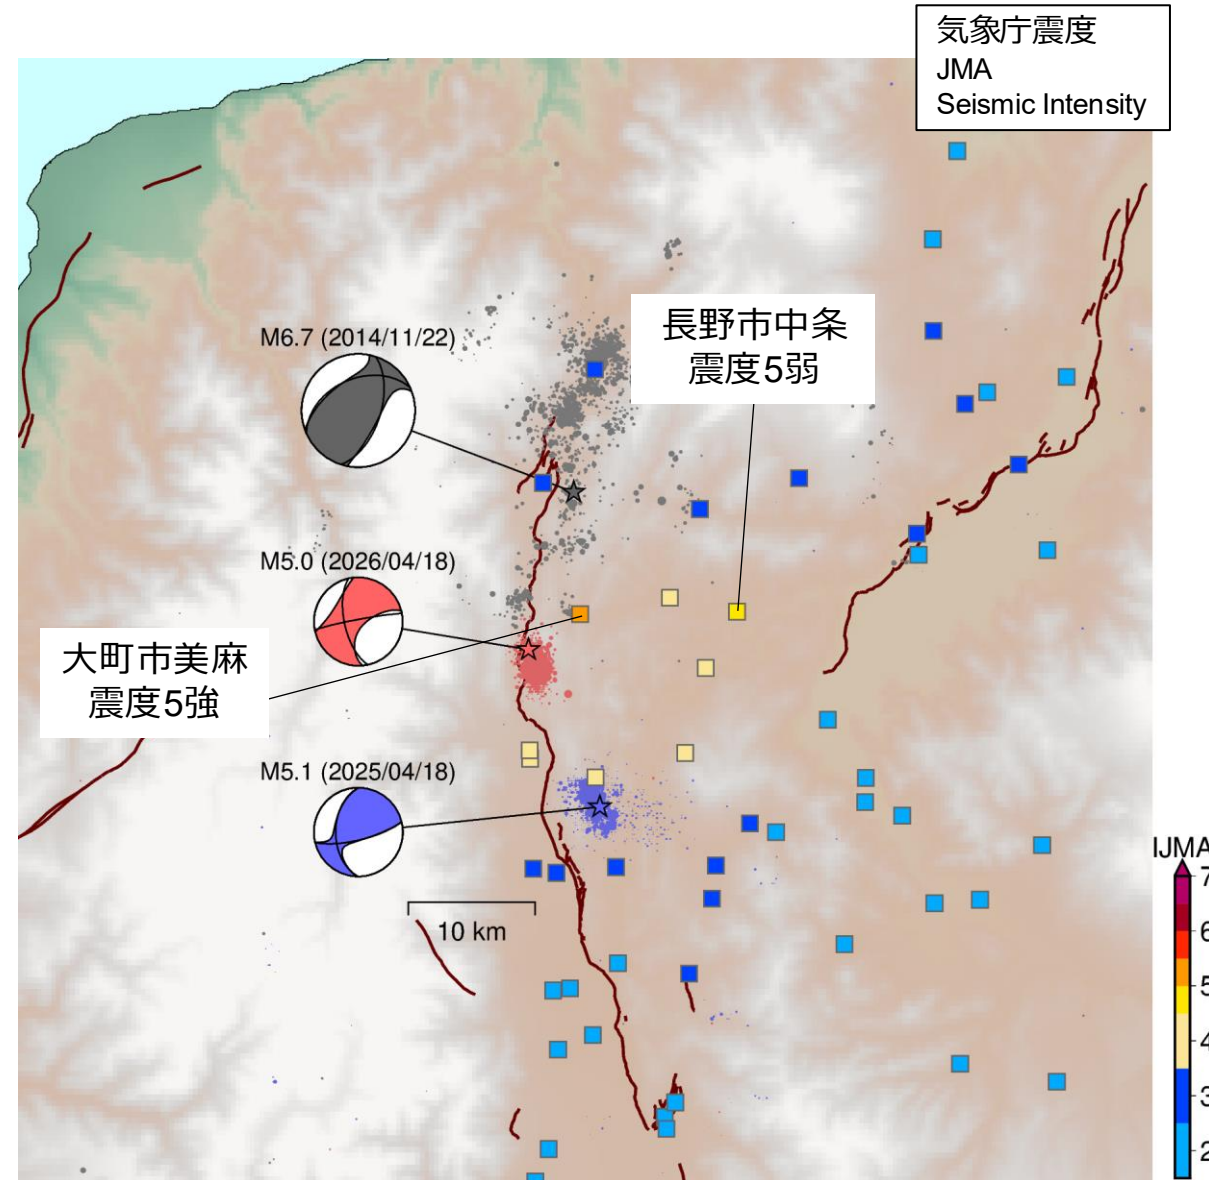 気象庁震度
JMA
Seismic Intensity
M6.7 (2014/11/22)
長野市中条
震度5弱
M5.0 (2026/04/18)
大町市美麻
震度5強
M5.1 (2025/04/18)
10 km
IJMA
7
6
5
4
3
2